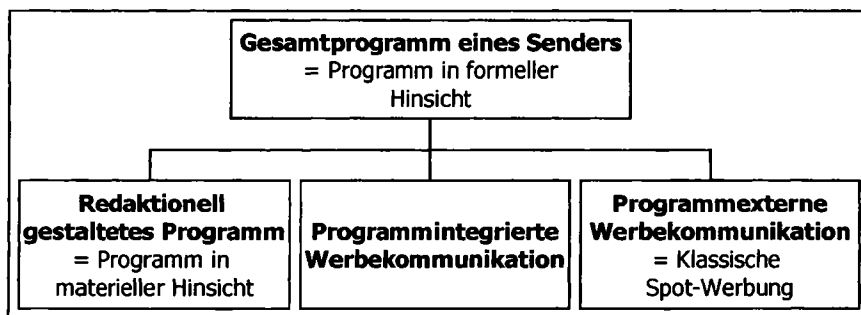 Gesamtprogramm eines Senders
= Programm in formeller
Hinsicht
Redaktionell
gestaltetes Programm
= Programm in
materieller Hinsicht
Programmintegrierte
Werbekommunikation
Programmexterne
Werbekommunikation
= Klassische
Spot-Werbung